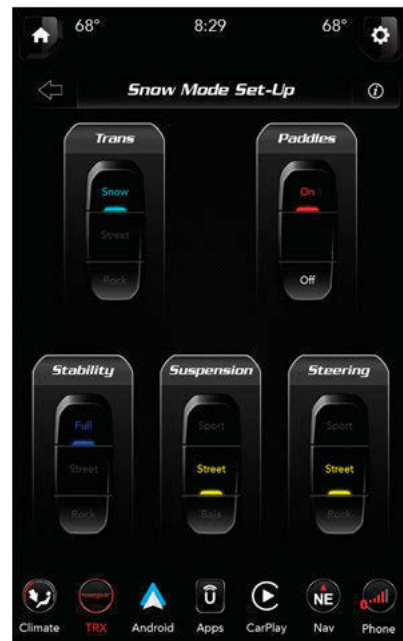 68° 8:29 68°
Snow Mode Set-Up
Trans Paddles
Snow On
Street
Rock Off
Stability Suspension Steering
Full Sport Sport
Street Street Street
Rock Baja Rock
NE
Climate TRX Android Apps CarPlay Nav Phone